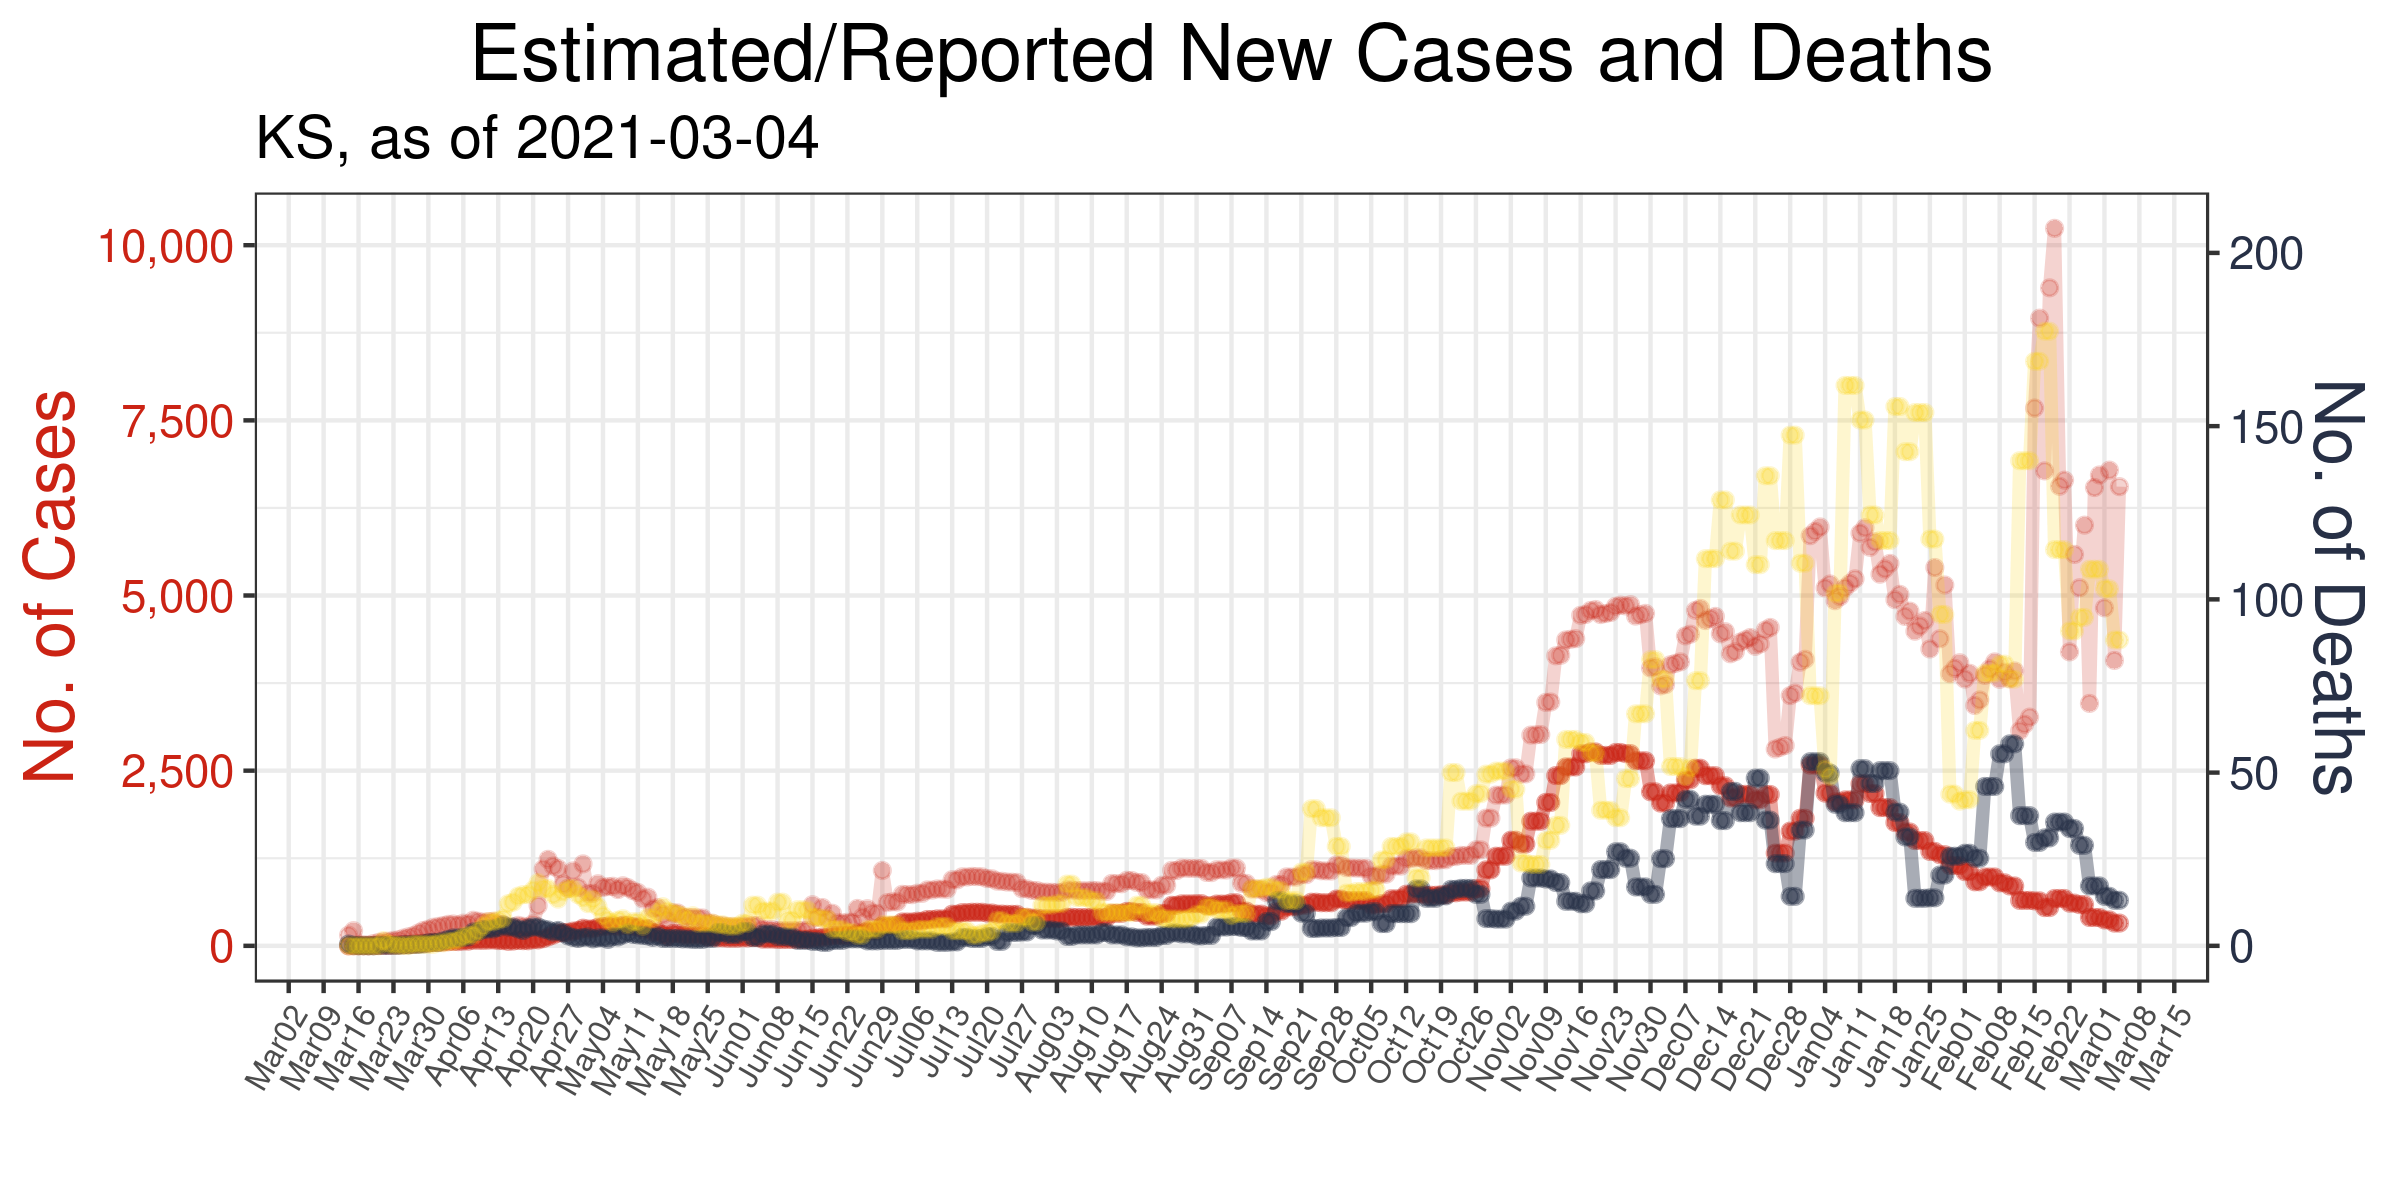 Estimated/Reported New Cases and Deaths
KS, as of 2021-03-04
No. of Cases
10,000
7,500
5,000
2,500
0
No. of Deaths
200
150
100
50
0
Mar02
Mar09
Mar16
Mar23
Mar30
Apr06
Apr13
Apr20
Apr27
May04
May11
May18
May25
Jun01
Jun08
Jun15
Jun22
Jun29
Jul06
Jul13
Jul20
Jul27
Aug03
Aug10
Aug17
Aug24
Aug31
Sep07
Sep14
Sep21
Sep28
Oct05
Oct12
Oct19
Oct26
Nov02
Nov09
Nov16
Nov23
Nov30
Dec07
Dec14
Dec21
Dec28
Jan04
Jan11
Jan18
Jan25
Feb01
Feb08
Feb15
Feb22
Mar01
Mar08
Mar15